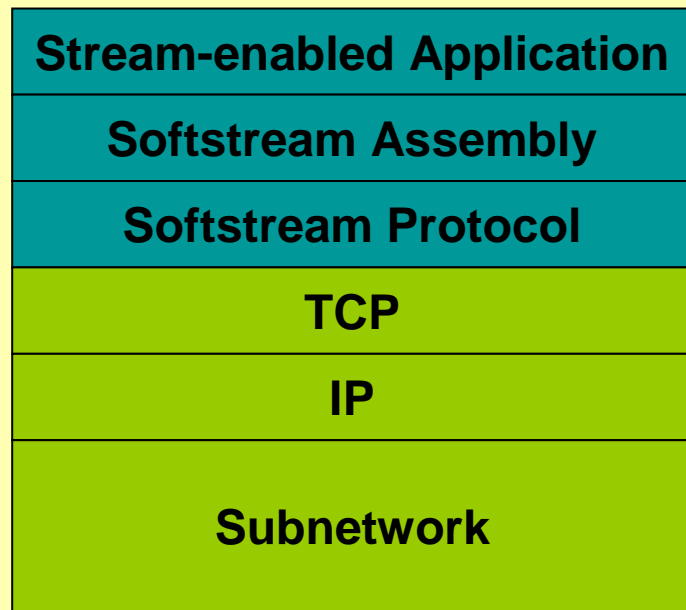 Stream-enabled Application
Softstream Assembly
Softstream Protocol
TCP
IP
Subnetwork